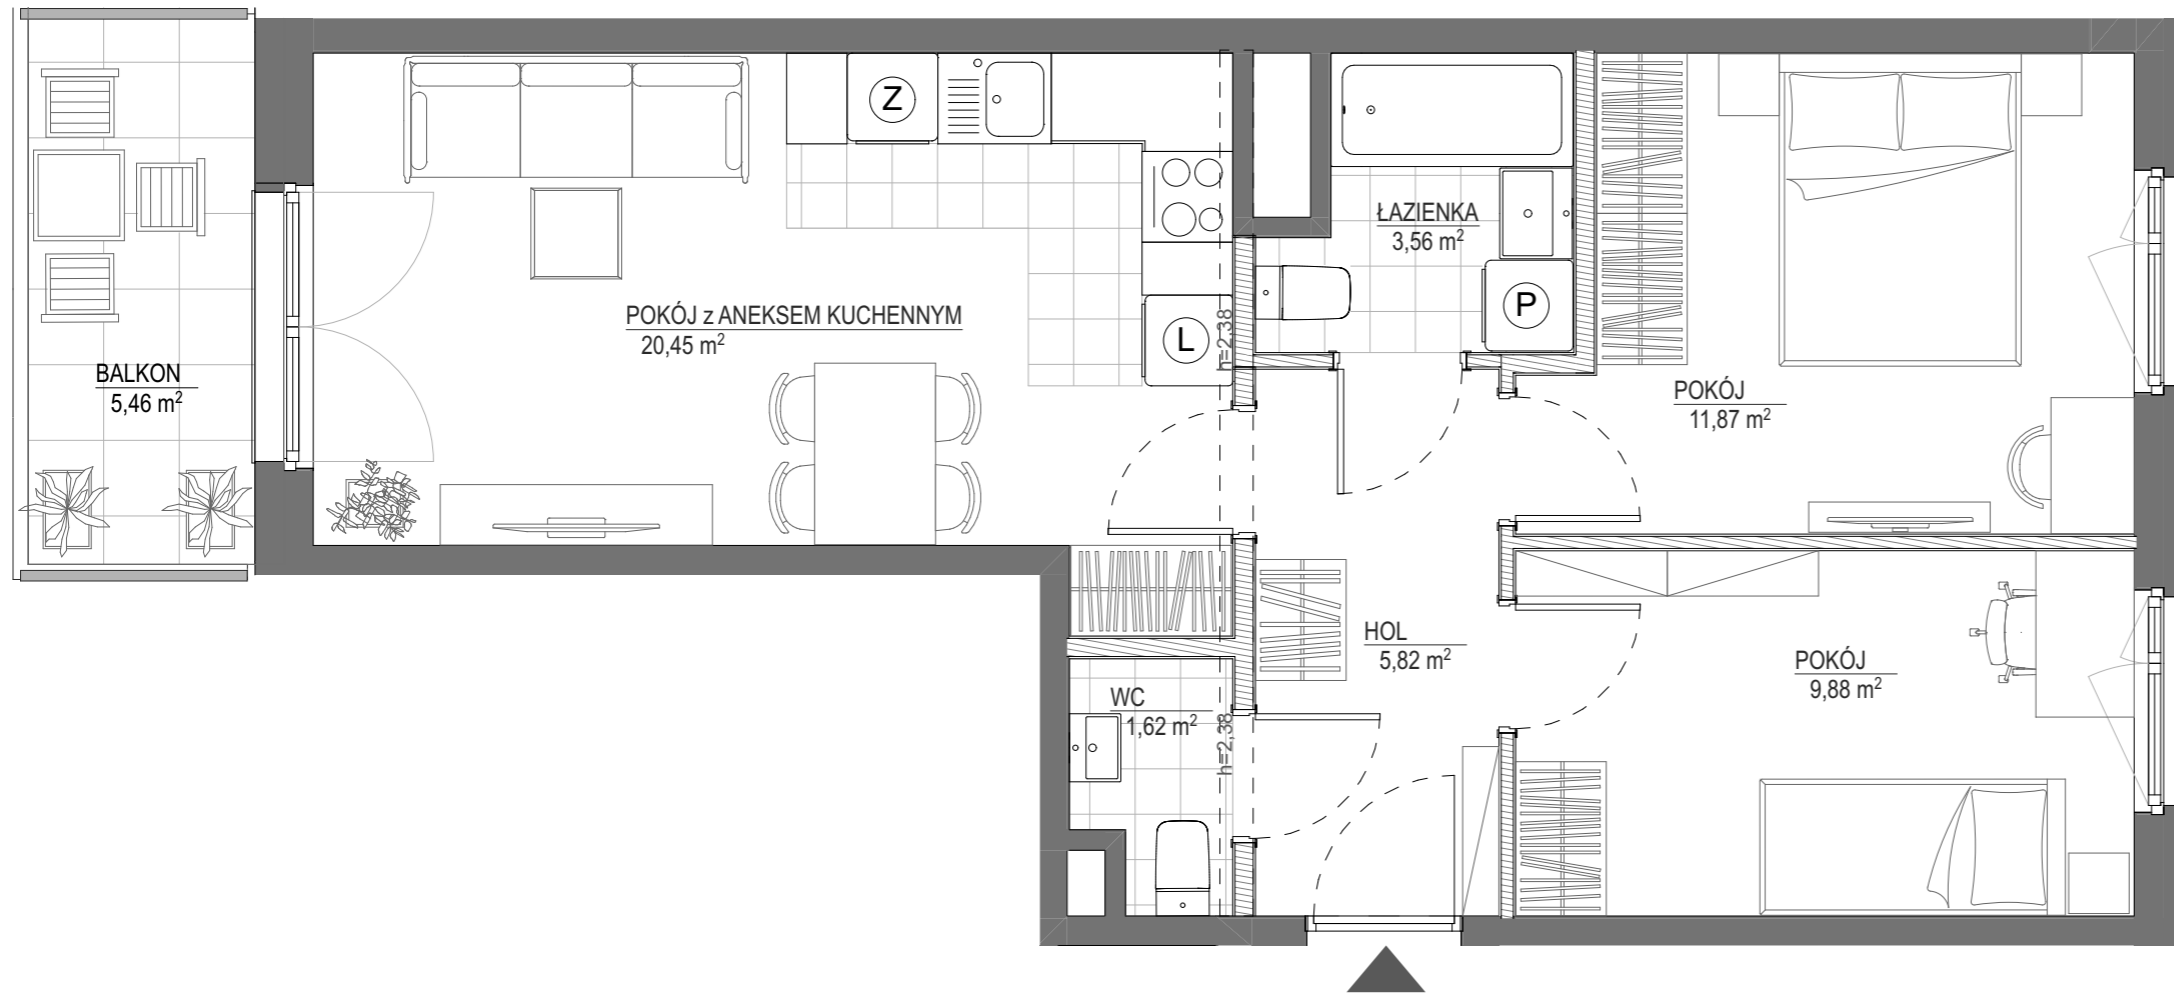 Z
ŁAZIENKA
3,56 m²
POKÓJ z ANEKSEM KUCHENNYM
20,45 m²
P
L
h=2,38
BALKON
5,46 m²
POKÓJ
11,87 m²
HOL
5,82 m²
POKÓJ
9,88 m²
WC
1,62 m²
h=2,38